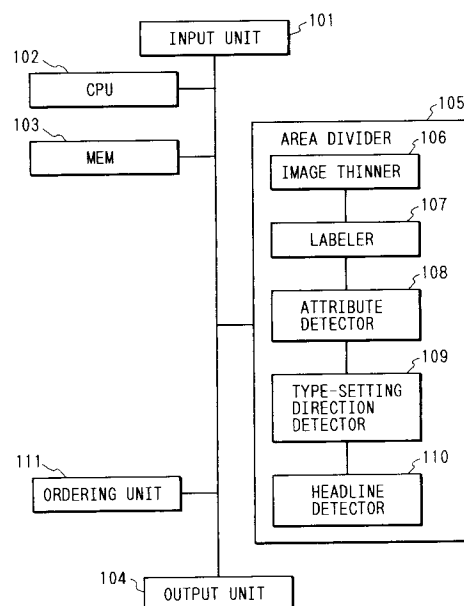 101
INPUT UNIT
102
CPU
103
MEM
105
AREA DIVIDER
106
IMAGE THINNER
107
LABELER
108
ATTRIBUTE
DETECTOR
109
TYPE-SETTING
DIRECTION
DETECTOR
111
ORDERING UNIT
110
HEADLINE
DETECTOR
104
OUTPUT UNIT